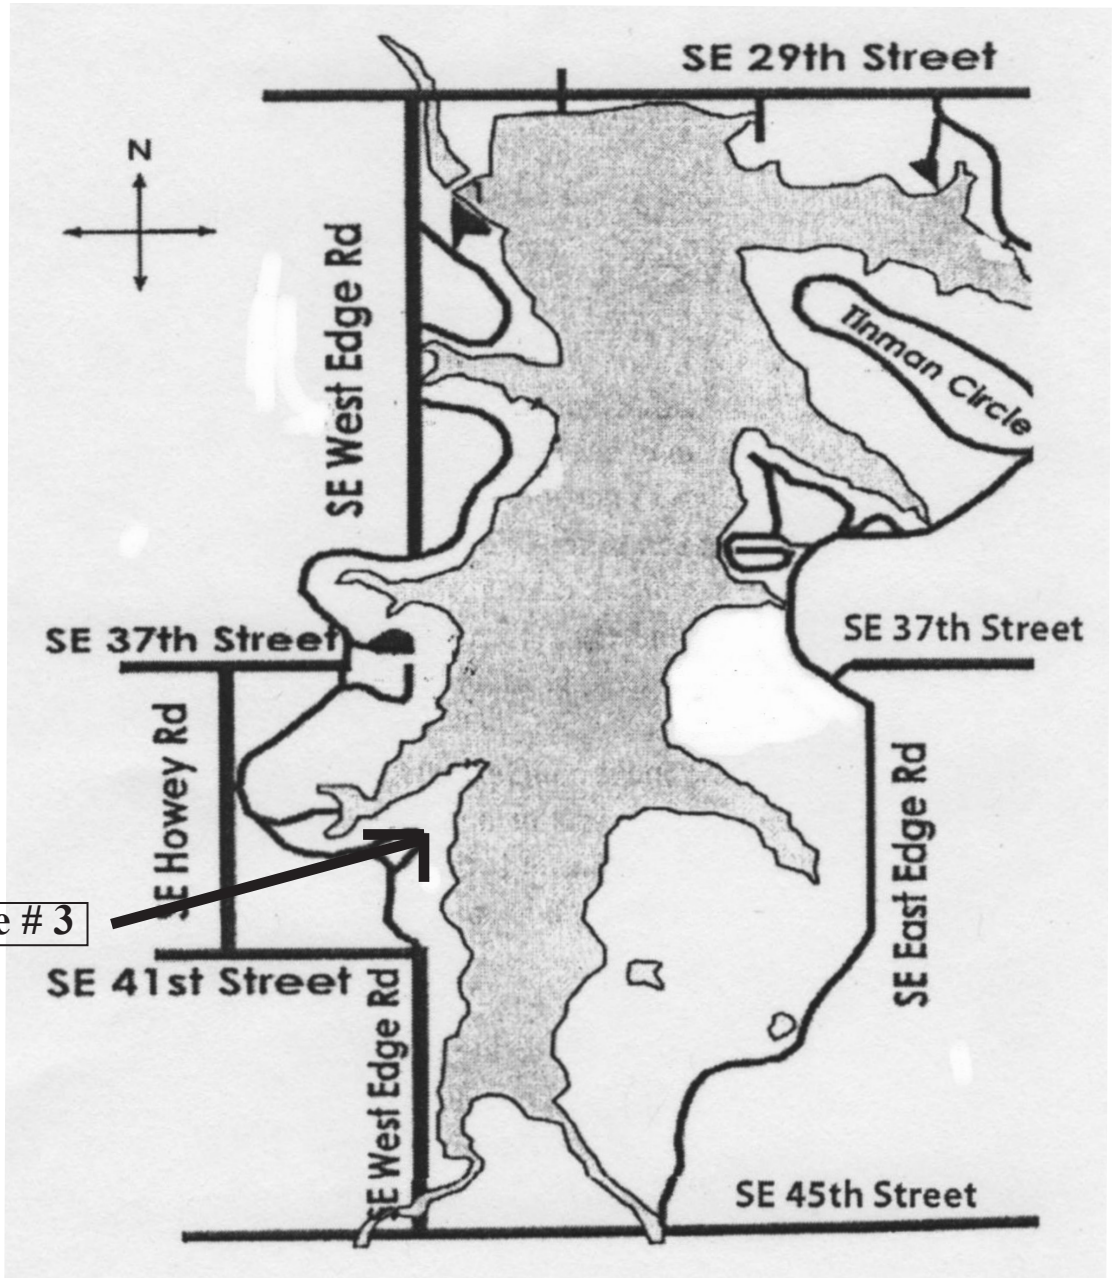 SE 29th Street
N
SE West Edge Rd
Tinman Circle
SE 37th Street
SE 37th Street
SE Howey Rd
SE East Edge Rd
# 3
SE 41st Street
SE West Edge Rd
SE 45th Street